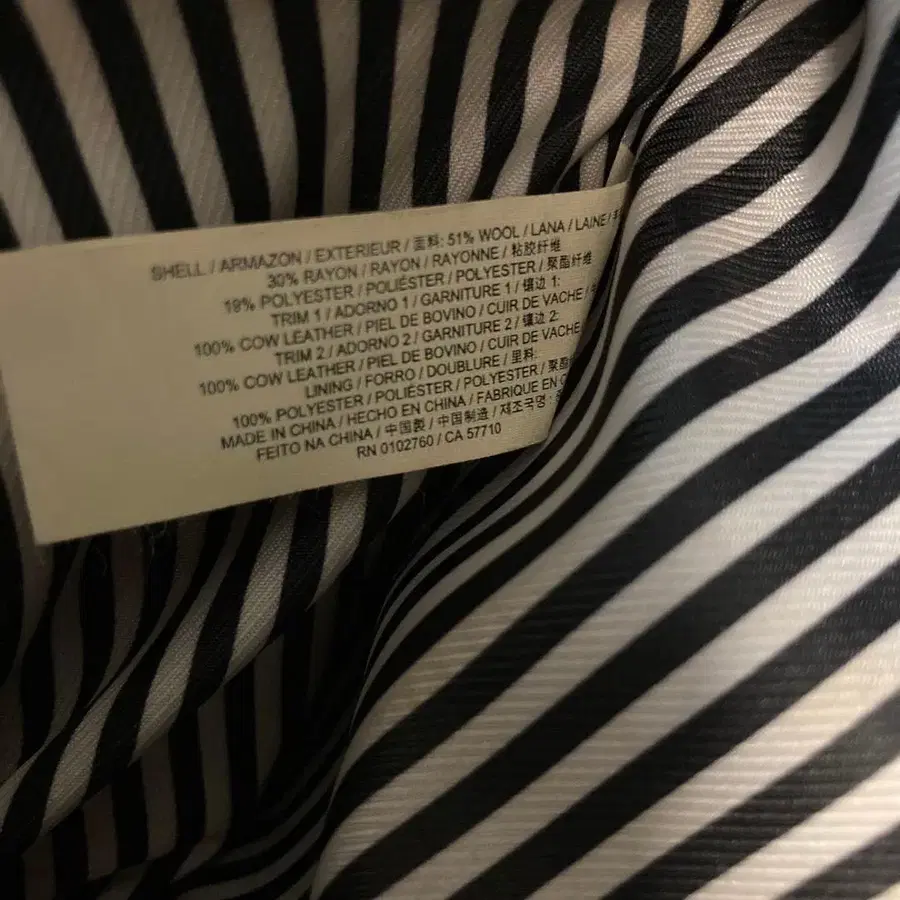 SHELL / ARMAZON / EXTERIEUR / 面料: 51% WOOL / LANA / LAINE /
30% RAYON / RAYON / RAYONNE / 粘胶纤维
19% POLYESTER / POLIÉSTER / POLYESTER / 聚酯纤维
TRIM 1 / ADORNO 1 / GARNITURE 1 / 镶边 1:
100% COW LEATHER / PIEL DE BOVINO / CUIR DE VACHE /
TRIM 2 / ADORNO 2 / GARNITURE 2 / 镶边 2:
100% COW LEATHER / PIEL DE BOVINO / CUIR DE VACHE
LINING / FORRO / DOUBLURE / 里料:
100% POLYESTER / POLIÉSTER / POLYESTER / 聚酯
MADE IN CHINA / HECHO EN CHINA / FABRIQUE EN
FEITO NA CHINA / 中国製 / 中国制造 / 제조국명 :
RN 0102760 / CA 57710